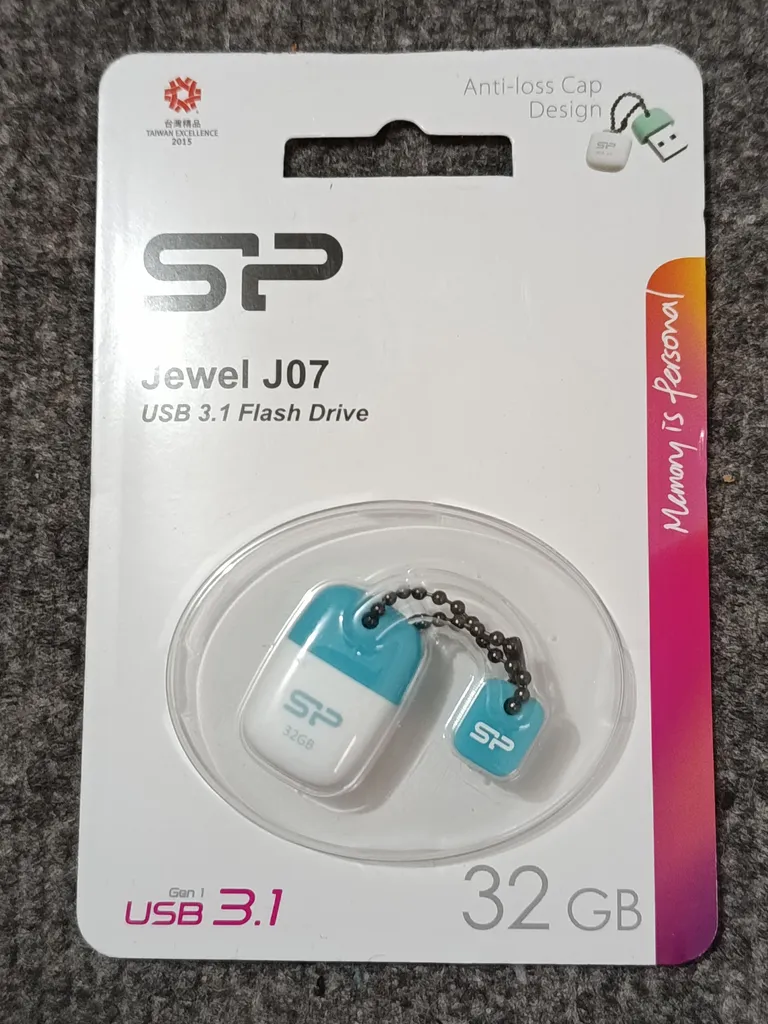 台灣精品
TAIWAN EXCELLENCE
2015
Anti-loss Cap
Design
SP
SP
Jewel J07
USB 3.1 Flash Drive
Memory is Personal
SP
32GB
SP
Gen 1
USB 3.1
32 GB